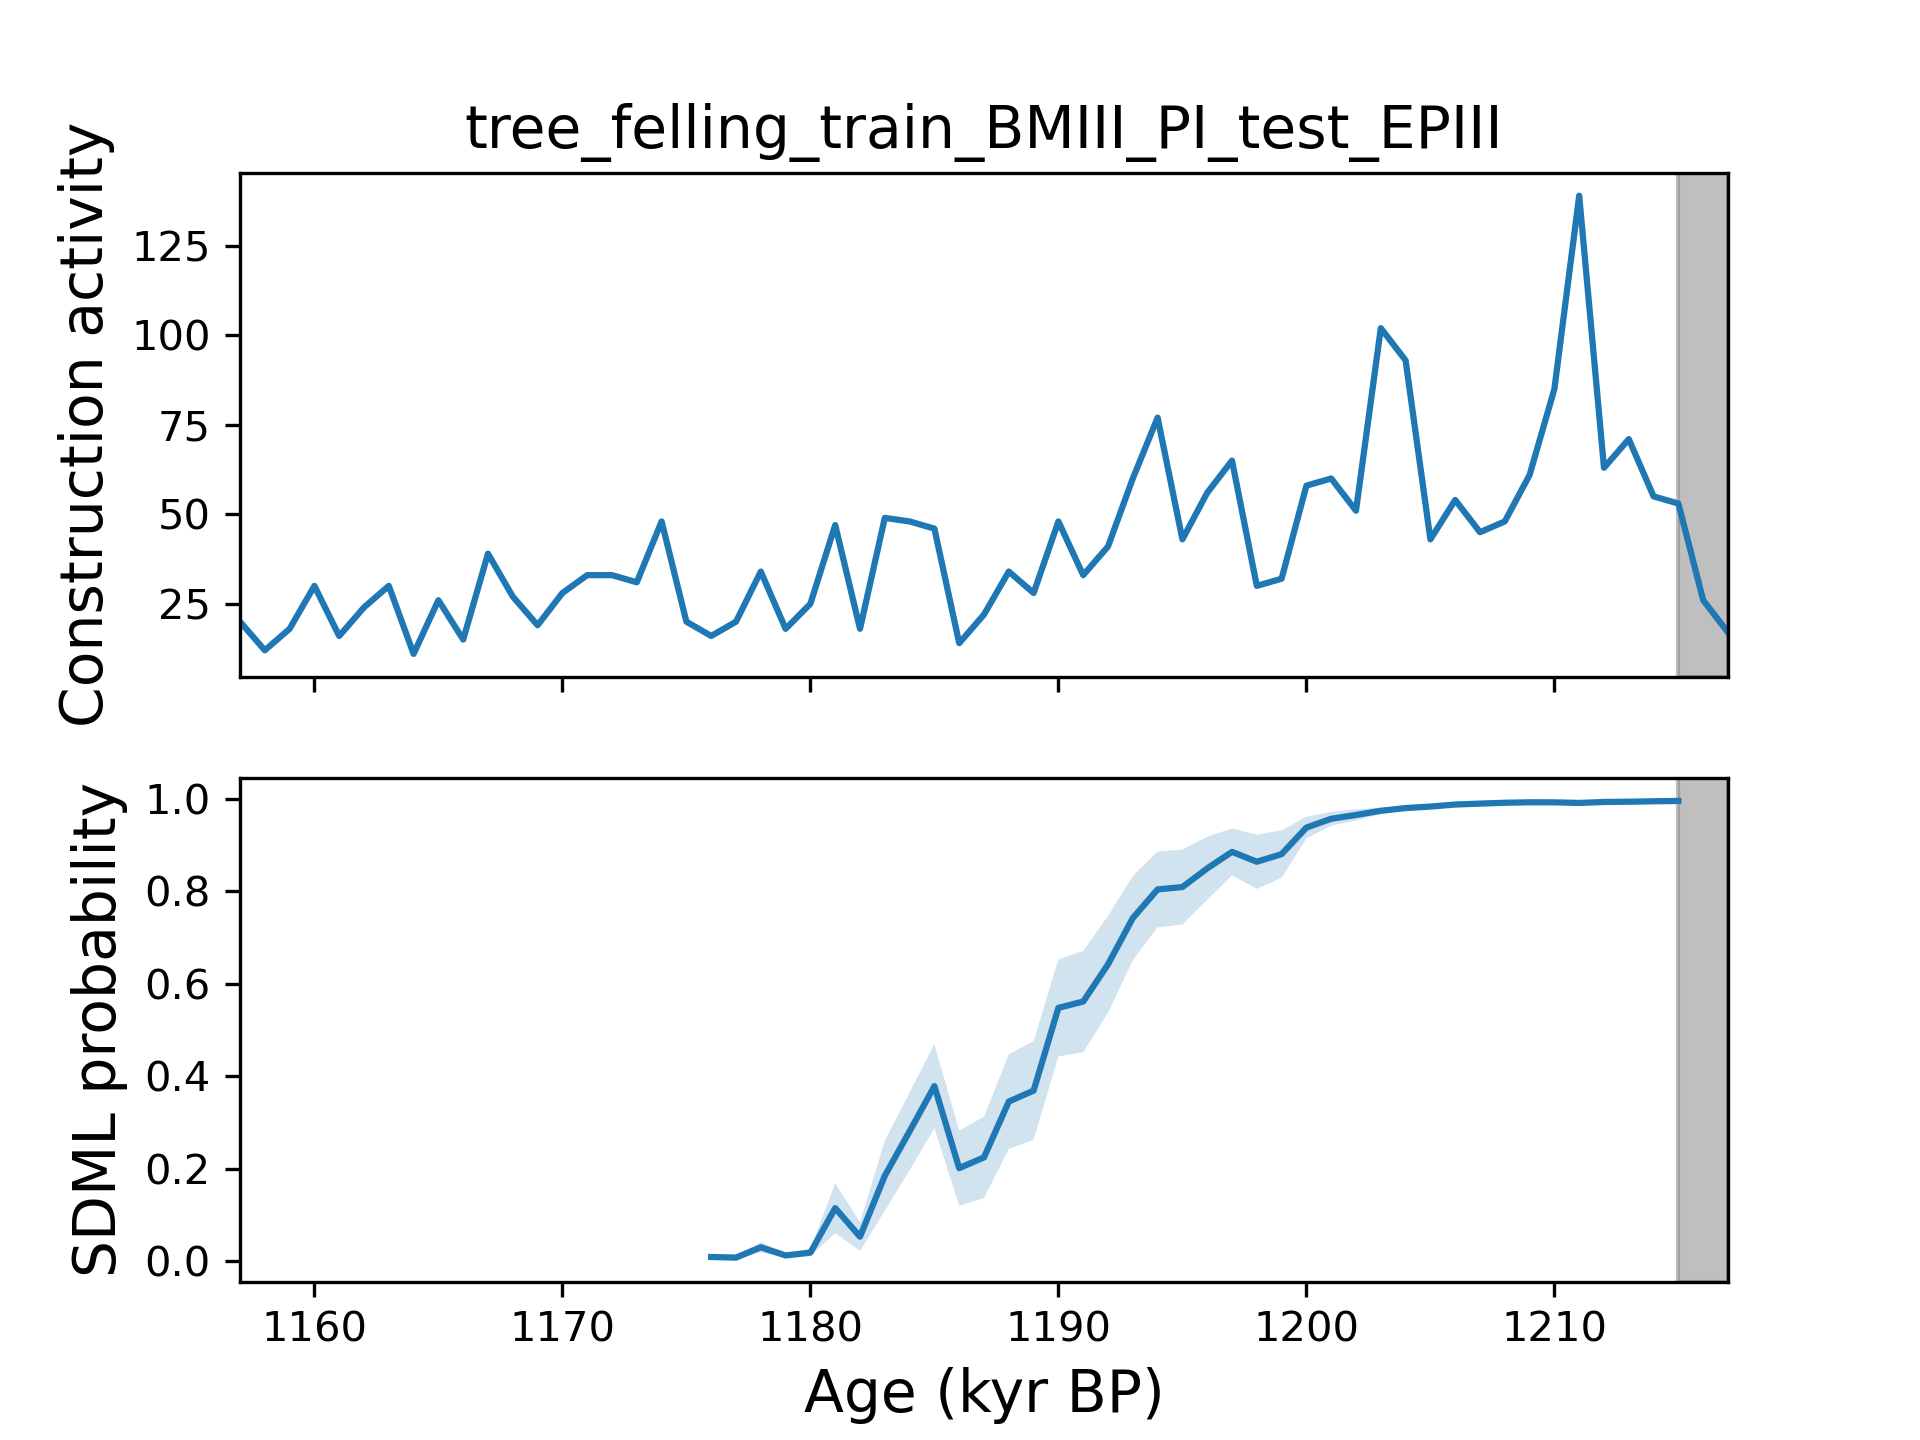 tree_felling_train_BMIII_PI_test_EPIII
Construction activity
125
100
75
50
25
SDML probability
1.0
0.8
0.6
0.4
0.2
0.0
1160 1170 1180 1190 1200 1210
Age (kyr BP)